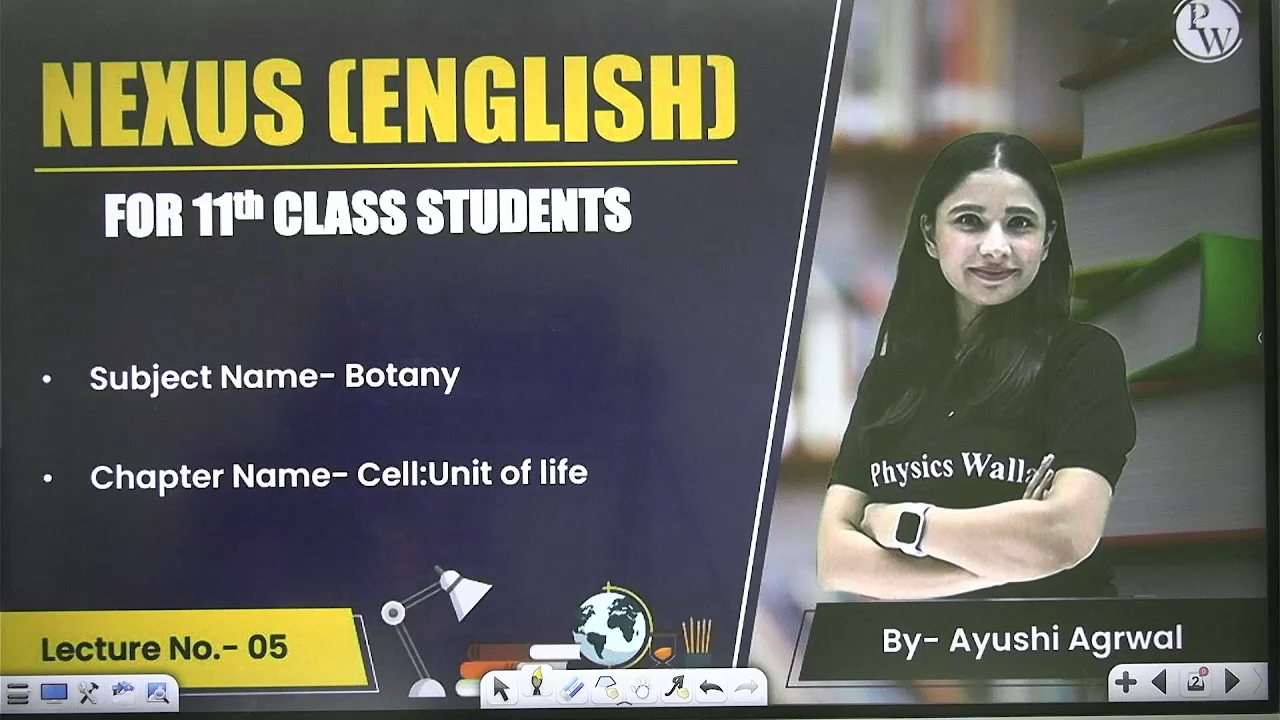 PW
NEXUS (ENGLISH)
FOR 11th CLASS STUDENTS
• Subject Name- Botany
• Chapter Name- Cell:Unit of life
Physics Walla
Lecture No.- 05
By- Ayushi Agrwal
2